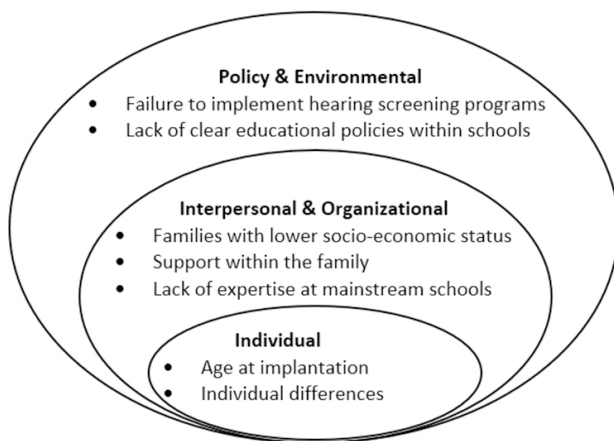 Policy & Environmental
• Failure to implement hearing screening programs
• Lack of clear educational policies within schools
Interpersonal & Organizational
• Families with lower socio-economic status
• Support within the family
• Lack of expertise at mainstream schools
Individual
• Age at implantation
• Individual differences